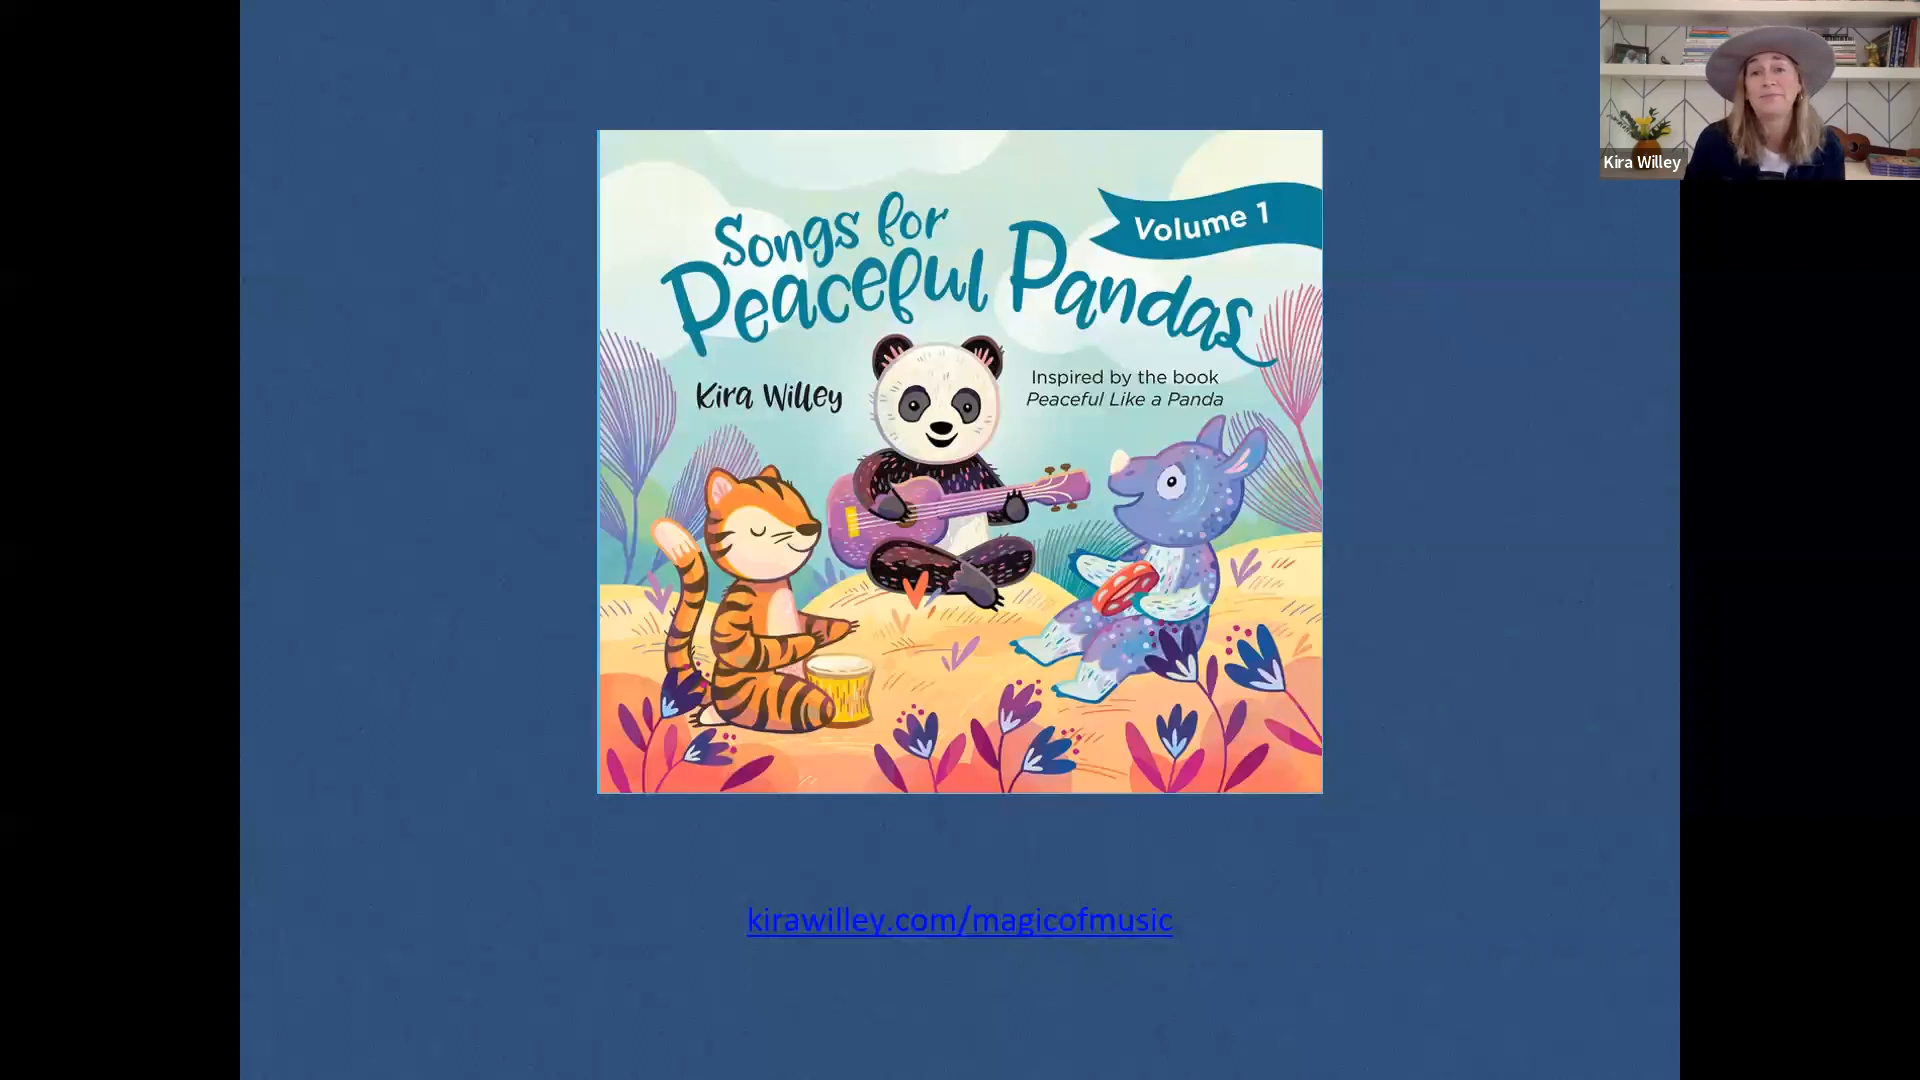 Songs for
Peaceful Pandas
Volume 1
Kira Willey
Inspired by the book
Peaceful Like a Panda
kirawilley.com/magicofmusic
Kira Willey